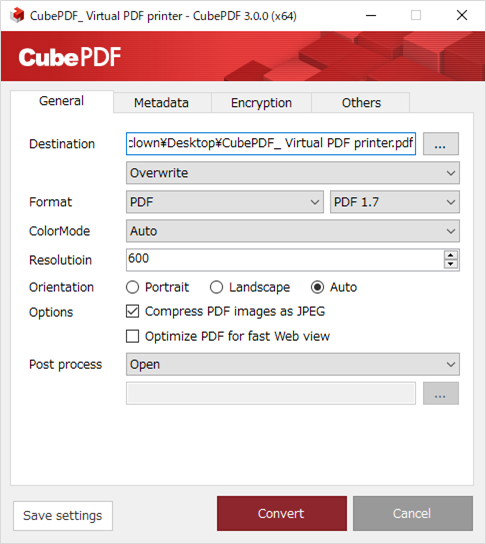 CubePDF_ Virtual PDF printer - CubePDF 3.0.0 (x64)
CubePDF
General Metadata Encryption Others
Destination clown¥Desktop¥CubePDF_ Virtual PDF printer.pdf ...
Overwrite
Format PDF PDF 1.7
ColorMode Auto
Resolutioin 600
Orientation Portrait Landscape Auto
Options Compress PDF images as JPEG
Optimize PDF for fast Web view
Post process Open
...
Save settings Convert Cancel